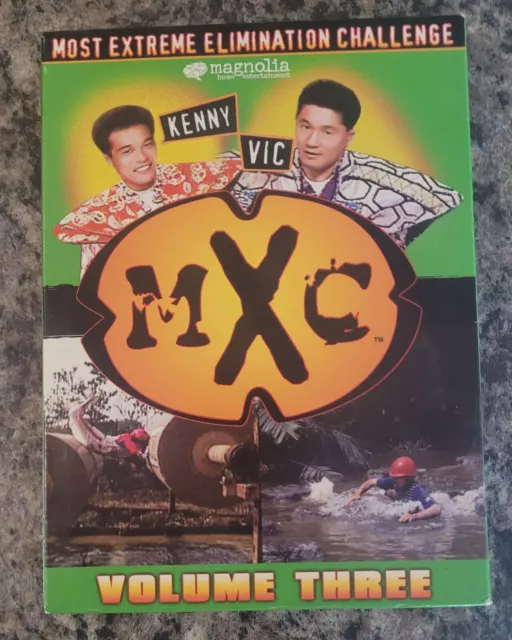 MOST EXTREME ELIMINATION CHALLENGE
magnolia
home entertainment
KENNY
VIC
MXC
TM
VOLUME THREE